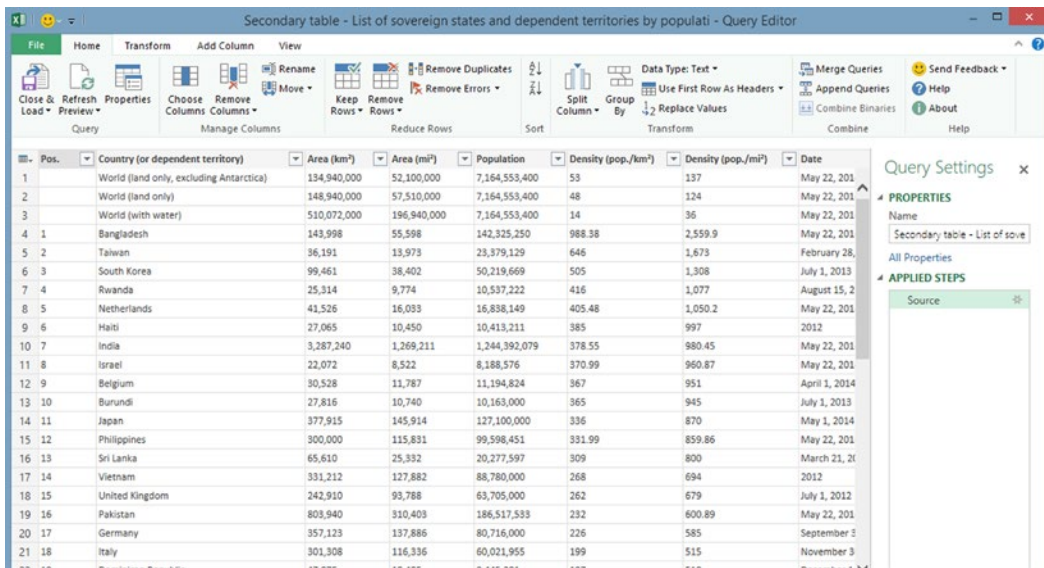 Secondary table - List of sovereign states and dependent territories by populati - Query Editor
File Home Transform Add Column View
Close & Load Refresh Preview Properties Choose Columns Remove Columns Rename Move Keep Rows Remove Rows Remove Duplicates Remove Errors Split Column Group By Data Type: Text Use First Row As Headers Replace Values Merge Queries Append Queries Combine Binaries Send Feedback Help About
Query Manage Columns Reduce Rows Sort Transform Combine Help
Pos. Country (or dependent territory) Area (km²) Area (mi²) Population Density (pop./km²) Density (pop./mi²) Date
1 World (land only, excluding Antarctica) 134,940,000 52,100,000 7,164,553,400 53 137 May 22, 201
2 World (land only) 148,940,000 57,510,000 7,164,553,400 48 124 May 22, 201
3 World (with water) 510,072,000 196,940,000 7,164,553,400 14 36 May 22, 201
4 1 Bangladesh 143,998 55,598 142,325,250 988.38 2,559.9 May 22, 201
5 2 Taiwan 36,191 13,973 23,379,129 646 1,673 February 28,
6 3 South Korea 99,461 38,402 50,219,669 505 1,308 July 1, 2013
7 4 Rwanda 25,314 9,774 10,537,222 416 1,077 August 15, 2
8 5 Netherlands 41,526 16,033 16,838,149 405.48 1,050.2 May 22, 201
9 6 Haiti 27,065 10,450 10,413,211 385 997 2012
10 7 India 3,287,240 1,269,211 1,244,392,079 378.55 980.45 May 22, 201
11 8 Israel 22,072 8,522 8,188,576 370.99 960.87 May 22, 201
12 9 Belgium 30,528 11,787 11,194,824 367 951 April 1, 2014
13 10 Burundi 27,816 10,740 10,163,000 365 945 July 1, 2013
14 11 Japan 377,915 145,914 127,100,000 336 870 May 1, 2014
15 12 Philippines 300,000 115,831 99,598,451 331.99 859.86 May 22, 201
16 13 Sri Lanka 65,610 25,332 20,277,597 309 800 March 21, 20
17 14 Vietnam 331,212 127,882 88,780,000 268 694 2012
18 15 United Kingdom 242,910 93,788 63,705,000 262 679 July 1, 2012
19 16 Pakistan 803,940 310,403 186,517,533 232 600.89 May 22, 201
20 17 Germany 357,123 137,886 80,716,000 226 585 September 3
21 18 Italy 301,308 116,336 60,021,955 199 515 November 3
Query Settings
PROPERTIES
Name
Secondary table - List of sove
All Properties
APPLIED STEPS
Source